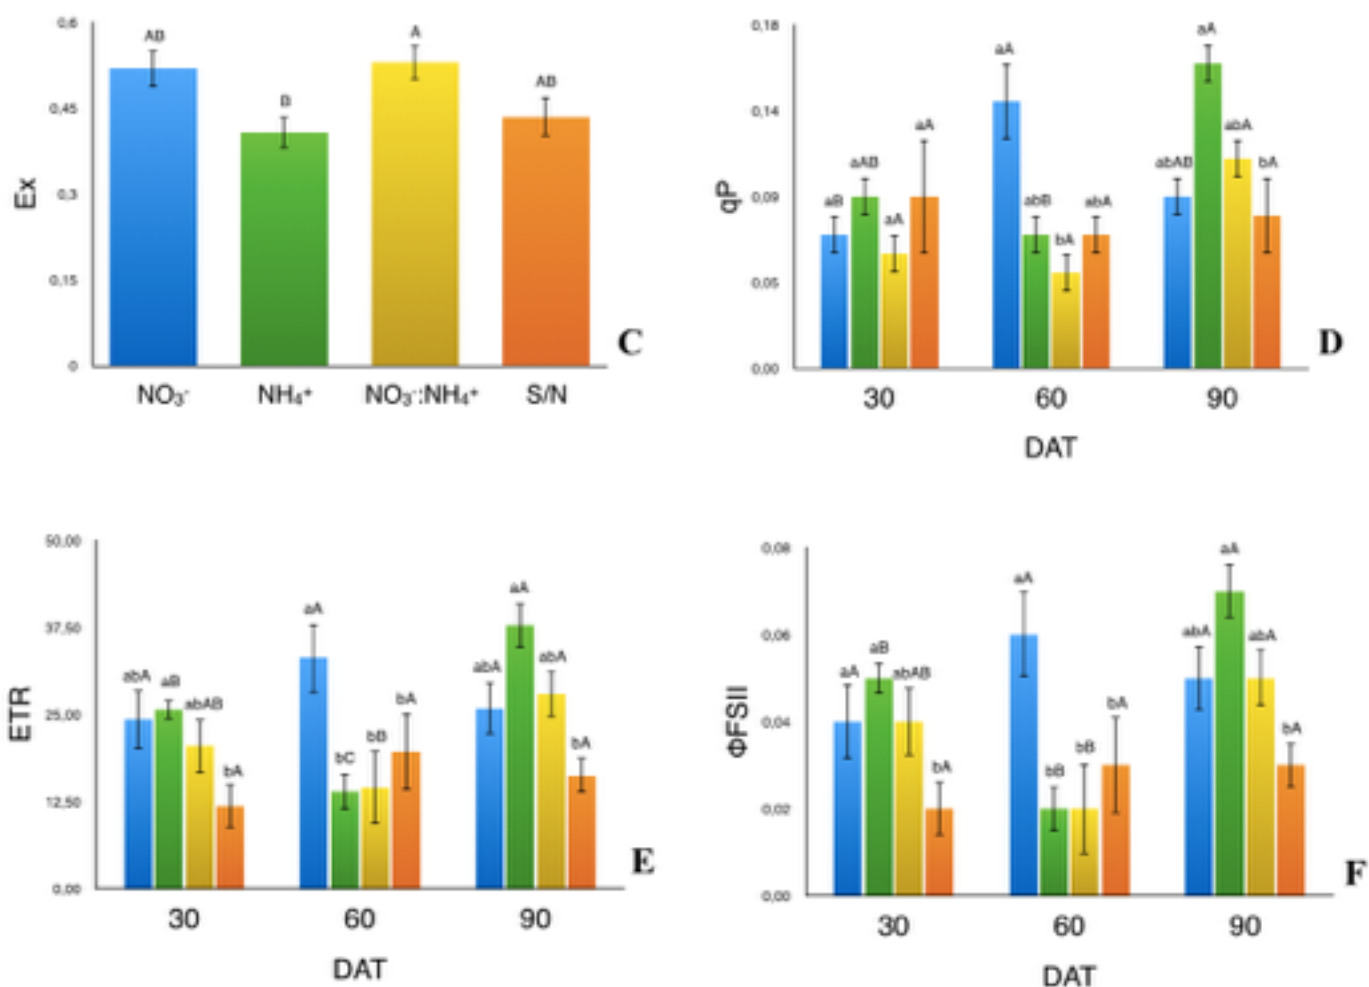 0,6
AB
A
0,45
B
AB
0,3
Ex
0,15
0
C
NO₃⁻
NH₄⁺
NO₃⁻:NH₄⁺
S/N
0,18
aA
aA
0,14
aA
abA
aAB
abAB
bA
qP
0,09
aB
aA
abB
abA
bA
0,05
0,00
D
30
60
90
DAT
50,00
aA
aA
37,50
abA
aB
abAB
abA
abA
bA
ETR
25,00
bA
bC
bB
bA
12,50
0,00
E
30
60
90
DAT
0,08
aA
aA
0,06
aB
abA
abA
aA
abAB
bA
ΦFSII
0,04
bA
bB
bB
bA
0,02
0,00
F
30
60
90
DAT